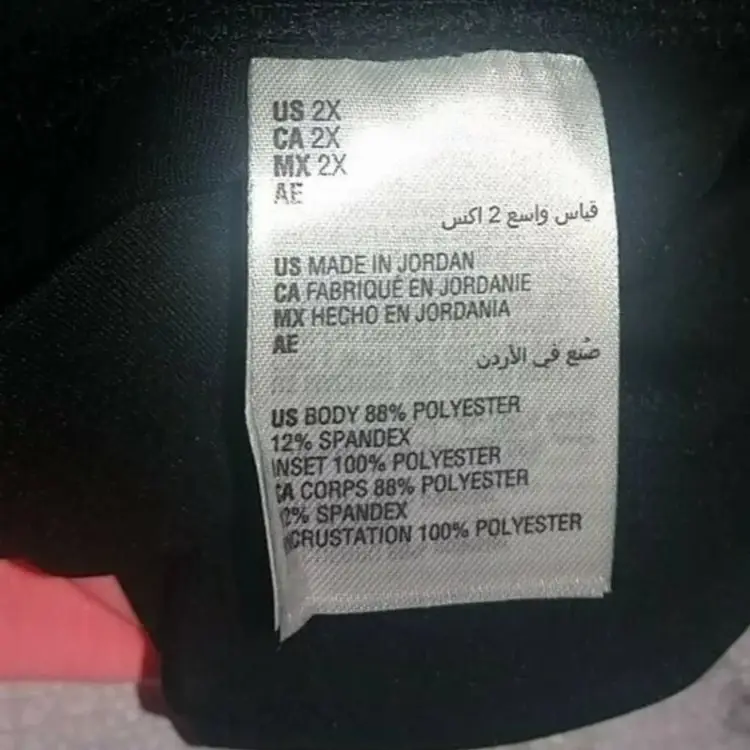 US 2X
CA 2X
MX 2X
AE
قياس واسع 2 اكس
US MADE IN JORDAN
CA FABRIQUÉ EN JORDANIE
MX HECHO EN JORDANIA
AE
صُنع في الأردن
US BODY 88% POLYESTER
12% SPANDEX
INSET 100% POLYESTER
CA CORPS 88% POLYESTER
12% SPANDEX
INCRUSTATION 100% POLYESTER